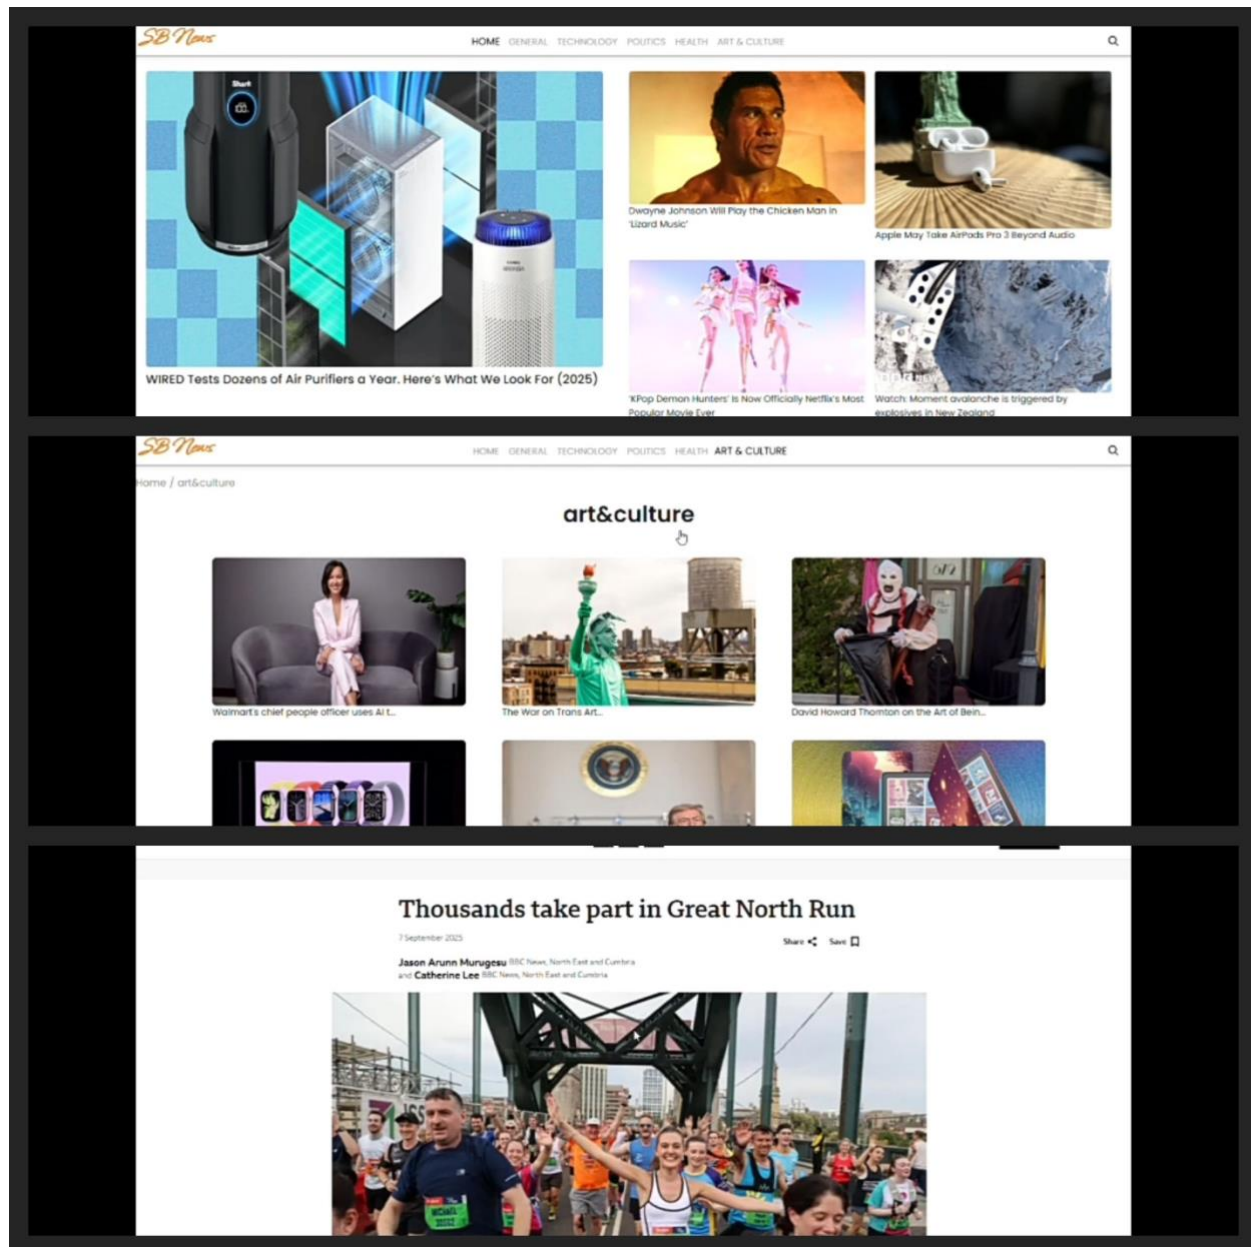 SB News
HOME GENERAL TECHNOLOGY POLITICS HEALTH ART & CULTURE
Shark
WIRED Tests Dozens of Air Purifiers a Year. Here's What We Look For (2025)
Dwayne Johnson Will Play the Chicken Man in
'Lizard Music'
Apple May Take AirPods Pro 3 Beyond Audio
'KPop Demon Hunters' Is Now Officially Netflix's Most
Popular Movie Ever
Watch: Moment avalanche is triggered by
explosives in New Zealand
SB News
HOME GENERAL TECHNOLOGY POLITICS HEALTH ART & CULTURE
Home / art&culture
art&culture
Walmart's chief people officer uses AI t...
The War on Trans Art...
David Howard Thornton on the Art of Bein...
Thousands take part in Great North Run
7 September 2025
Share Save
Jason Arunn Murugesu BBC News, North East and Cumbria
and Catherine Lee BBC News, North East and Cumbria
MICHAEL